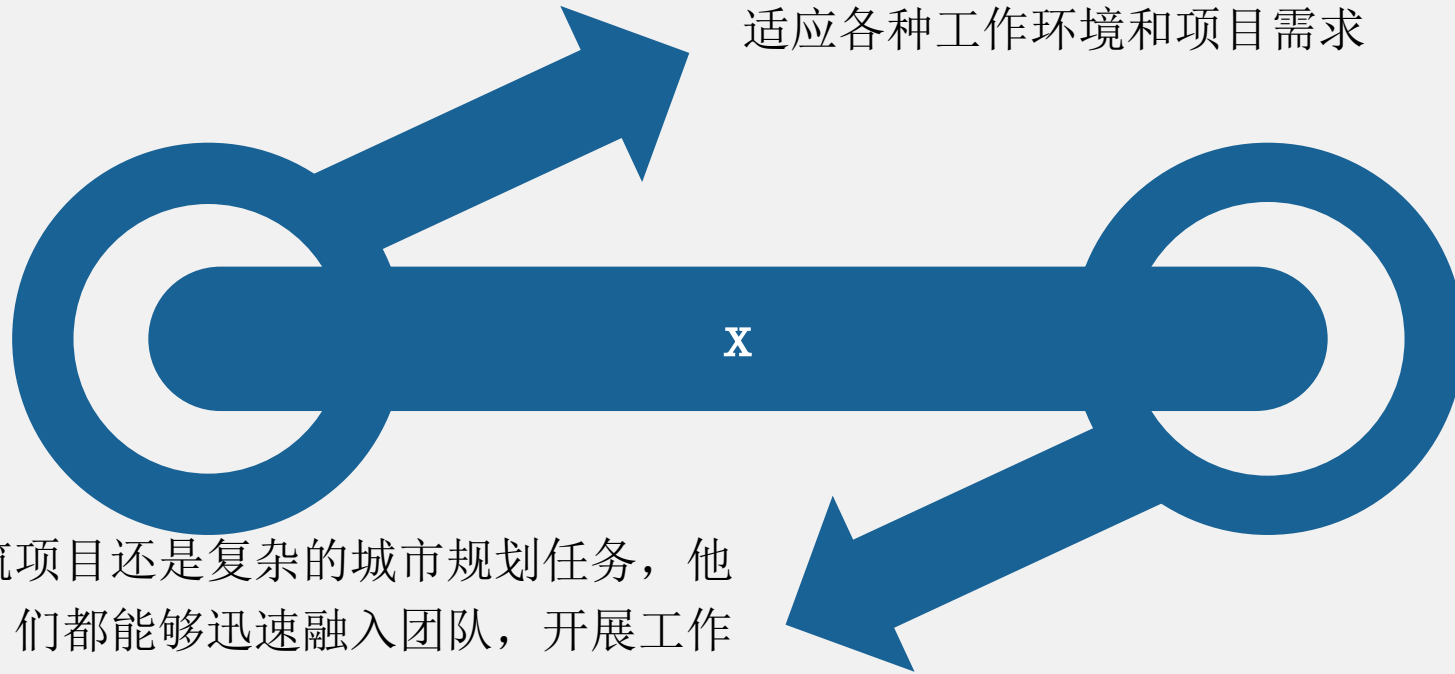 适应各种工作环境和项目需求
X
项目还是复杂的城市规划任务，他
们都能够迅速融入团队，开展工作